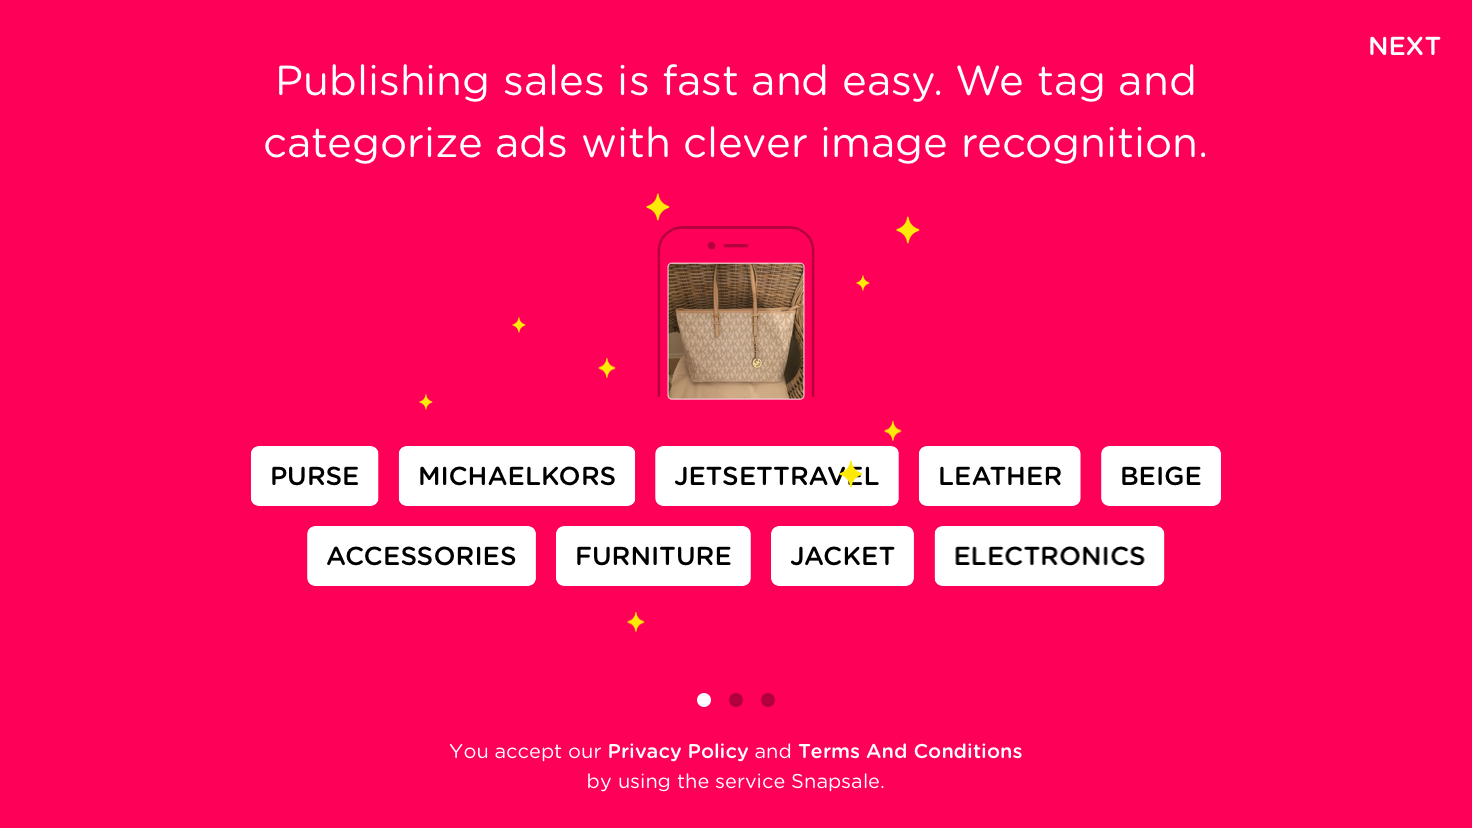 NEXT
Publishing sales is fast and easy. We tag and
categorize ads with clever image recognition.
PURSE MICHAELKORS JETSETTRAVEL LEATHER BEIGE
ACCESSORIES FURNITURE JACKET ELECTRONICS
You accept our Privacy Policy and Terms And Conditions
by using the service Snapsale.